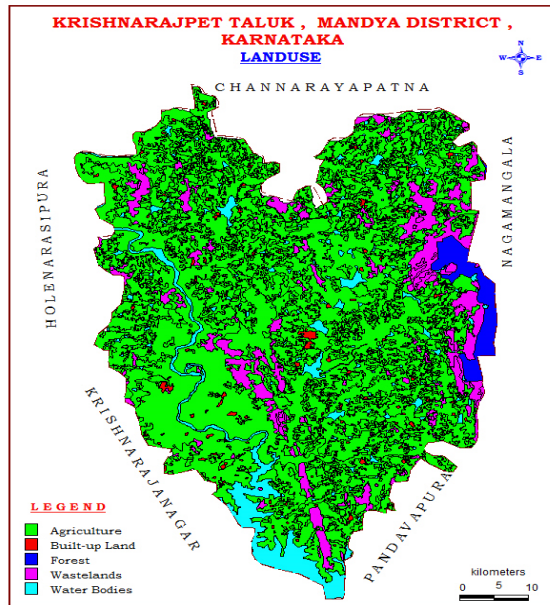 KRISHNARAJPET TALUK , MANDYA DISTRICT ,
KARNATAKA
LANDUSE
N
W E
S
CHANNARAYAPATNA
HOLENARASIPURA
NAGAMANGALA
KRISHNARAJANAGAR
PANDAVAPURA
LEGEND
Agriculture
Built-up Land
Forest
Wastelands
Water Bodies
kilometers
0 5 10